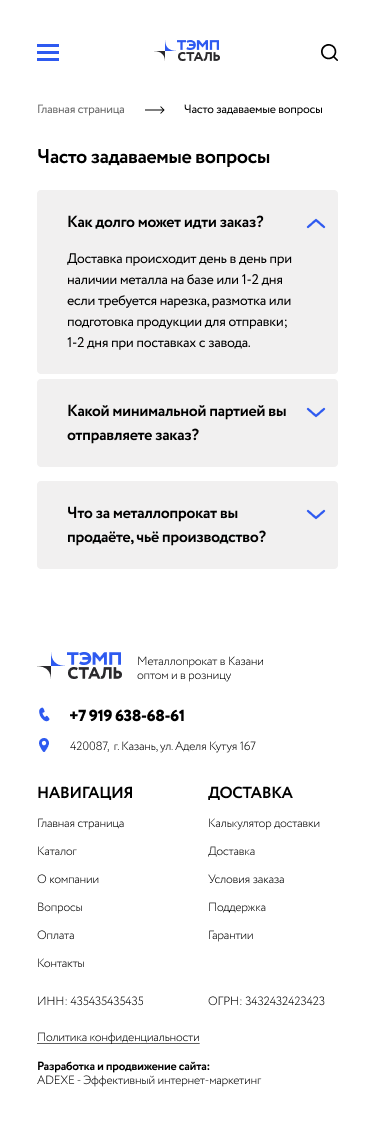 ТЭМП
СТАЛЬ
Главная страница
Часто задаваемые вопросы
Часто задаваемые вопросы
Как долго может идти заказ?
Доставка происходит день в день при
наличии металла на базе или 1-2 дня
если требуется нарезка, размотка или
подготовка продукции для отправки;
1-2 дня при поставках с завода.
Какой минимальной партией вы
отправляете заказ?
Что за металлопрокат вы
продаёте, чьё производство?
ТЭМП
СТАЛЬ
Металлопрокат в Казани
оптом и в розницу
+7 919 638-68-61
420087, г. Казань, ул. Аделя Кутуя 167
НАВИГАЦИЯ
Главная страница
Каталог
О компании
Вопросы
Оплата
Контакты
ДОСТАВКА
Калькулятор доставки
Доставка
Условия заказа
Поддержка
Гарантии
ИНН: 435435435435
ОГРН: 3432432423423
Политика конфиденциальности
Разработка и продвижение сайта:
ADEXE - Эффективный интернет-маркетинг